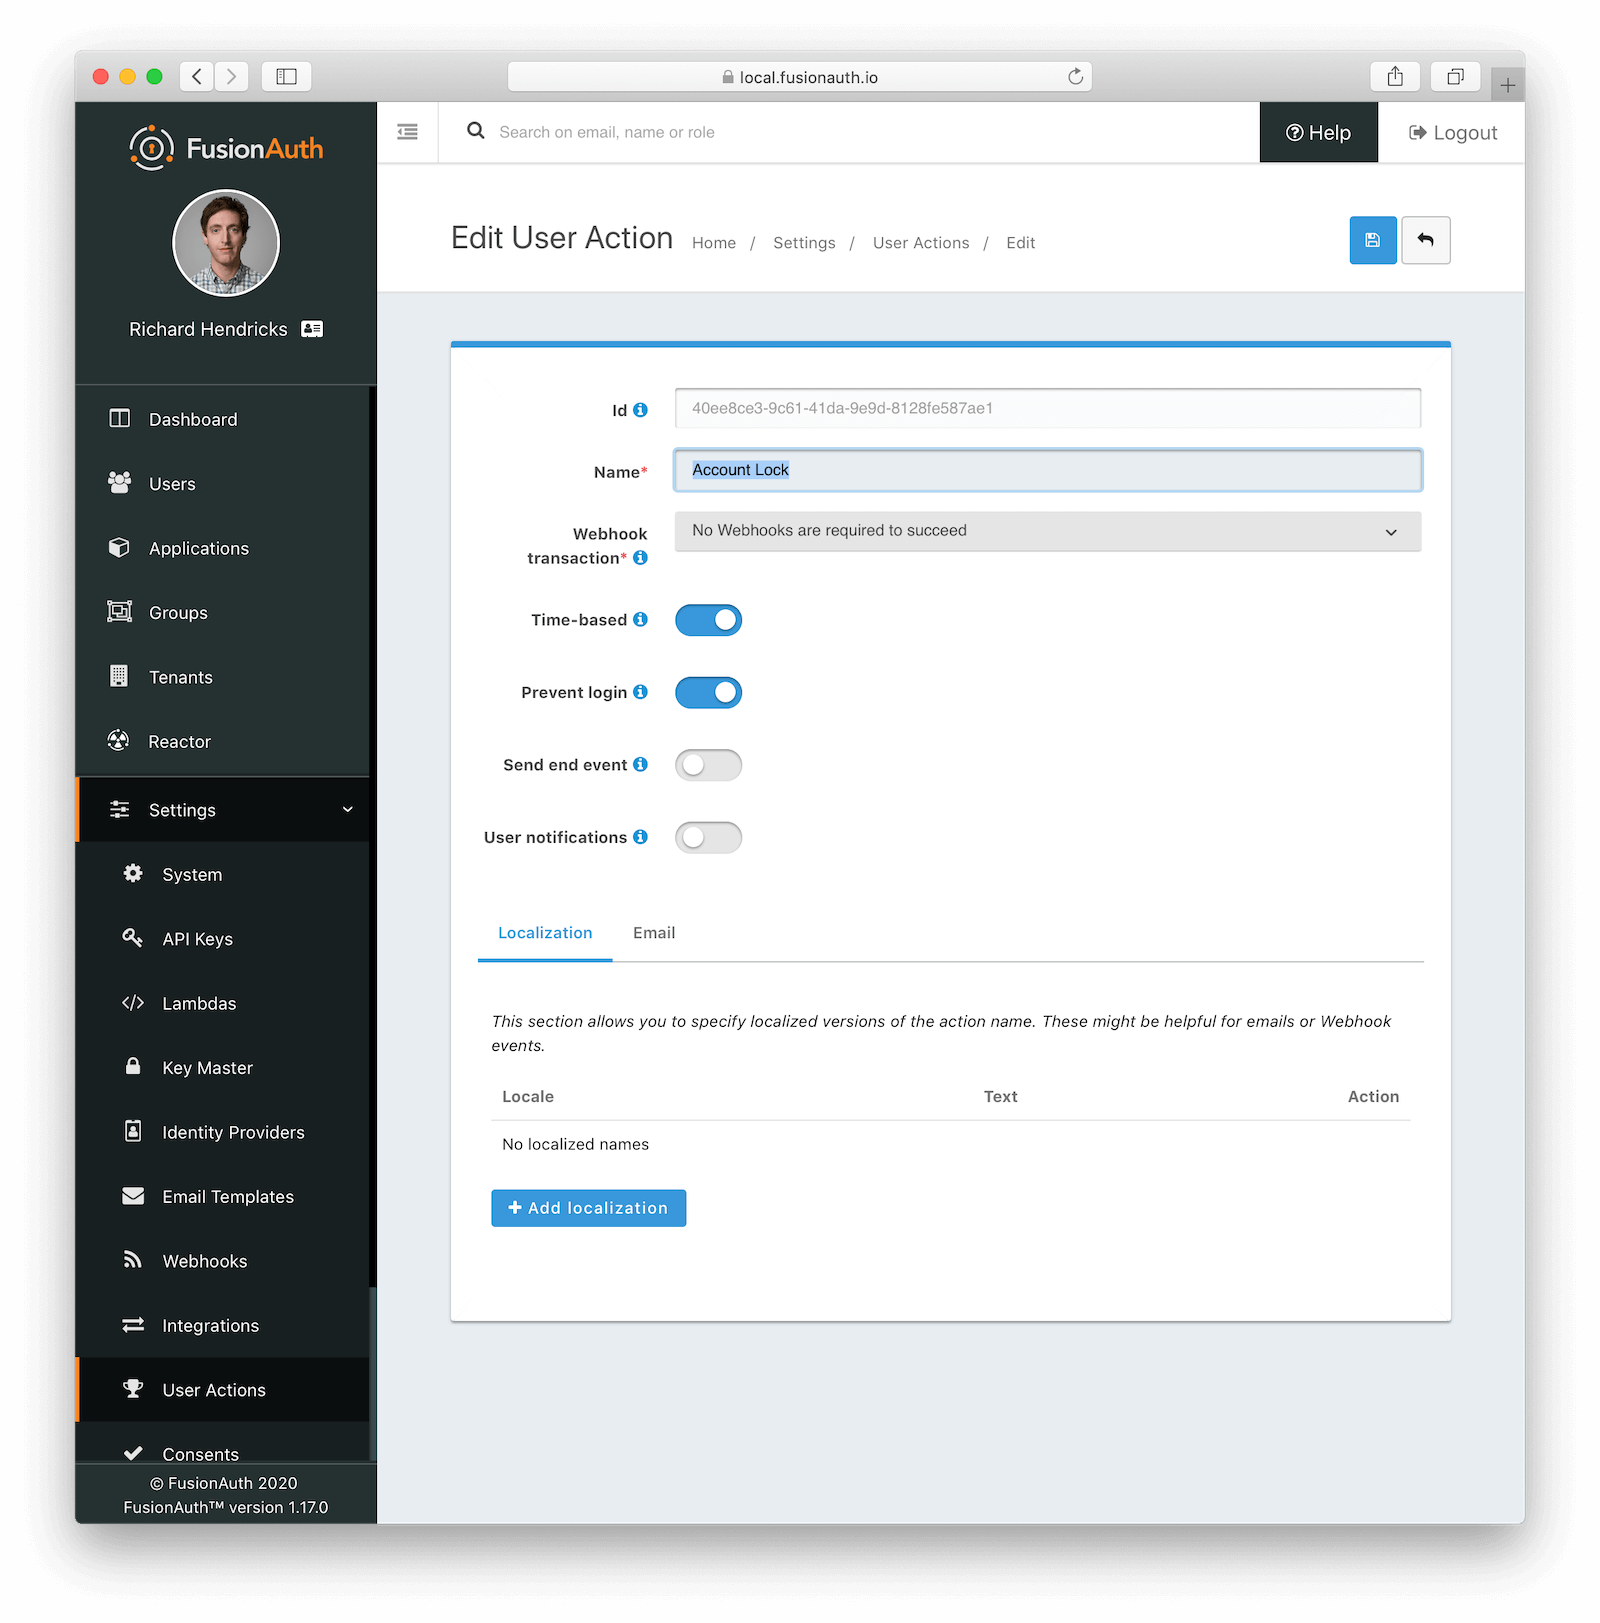 local.fusionauth.io
FusionAuth
Search on email, name or role
Help
Logout
Richard Hendricks
Edit User Action
Home / Settings / User Actions / Edit
Dashboard
Users
Applications
Groups
Tenants
Reactor
Settings
System
API Keys
Lambdas
Key Master
Identity Providers
Email Templates
Webhooks
Integrations
User Actions
Consents
© FusionAuth 2020
FusionAuth™ version 1.17.0
Id
40ee8ce3-9c61-41da-9e9d-8128fe587ae1
Name*
Account Lock
Webhook
transaction*
No Webhooks are required to succeed
Time-based
Prevent login
Send end event
User notifications
Localization Email
This section allows you to specify localized versions of the action name. These might be helpful for emails or Webhook
events.
Locale Text Action
No localized names
+ Add localization